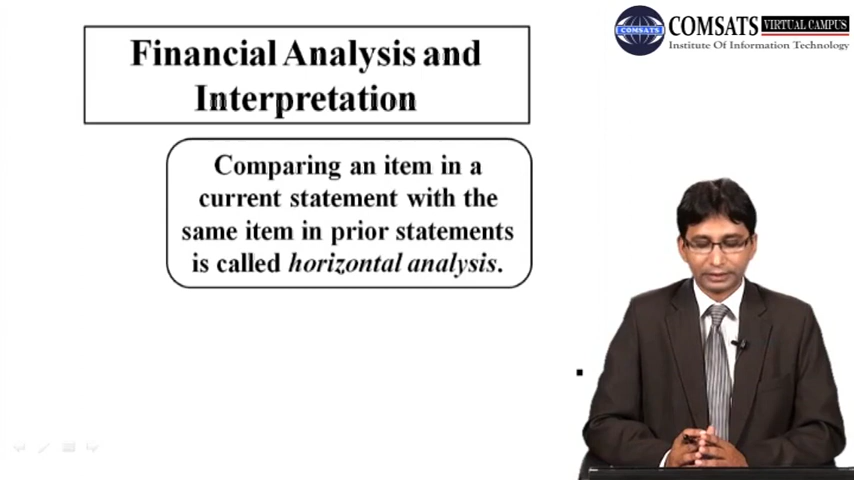 Financial Analysis and
Interpretation
Comparing an item in a
current statement with the
same item in prior statements
is called horizontal analysis.
COMSATS
COMSATS VIRTUAL CAMPUS
Institute Of Information Technology